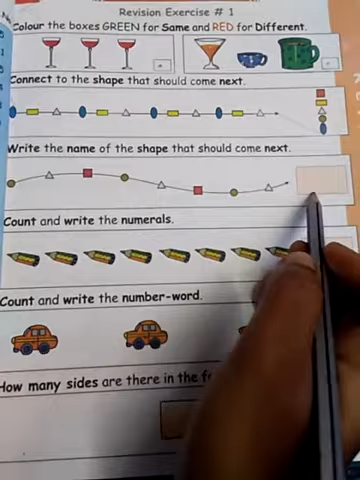 Revision Exercise # 1
Colour the boxes GREEN for Same and RED for Different.
Connect to the shape that should come next.
Write the name of the shape that should come next.
Count and write the numerals.
Count and write the number-word.
How many sides are there in the